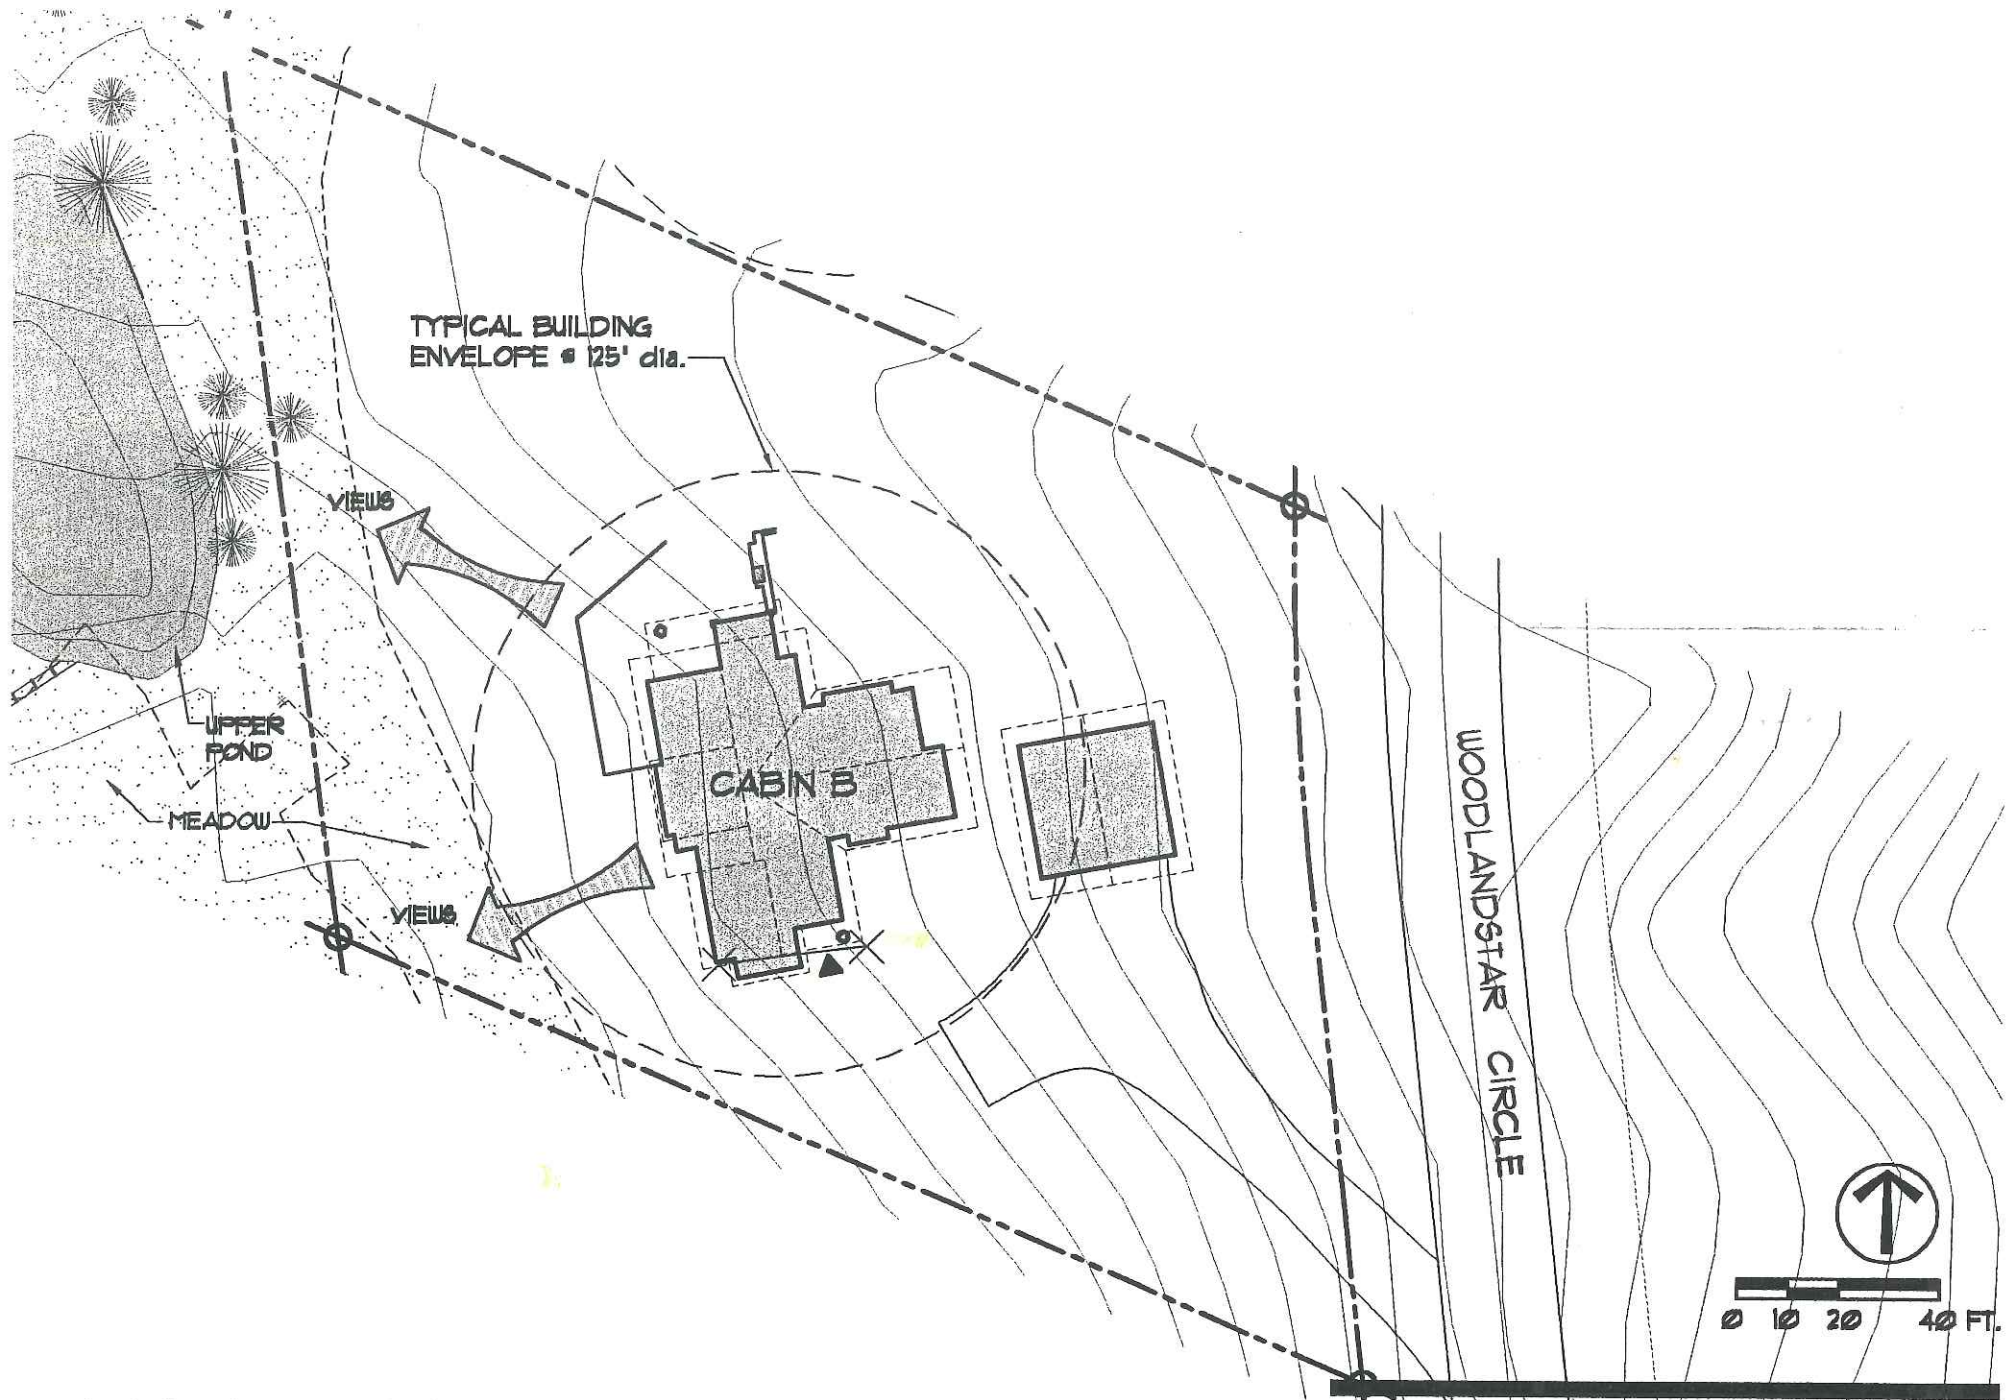 TYPICAL BUILDING
ENVELOPE @ 125' dia.
VIEWS
UPPER
POND
CABIN B
MEADOW
VIEWS
WOODLANDSTAR CIRCLE
0 10 20 40 FT.